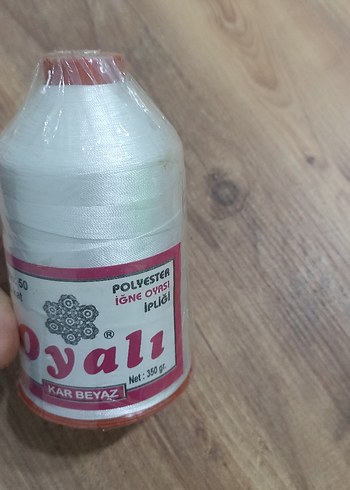 50
POLYESTER
İĞNE OYASI
İPLİĞİ
oyalı ®
Net : 350 gr.
KAR BEYAZ